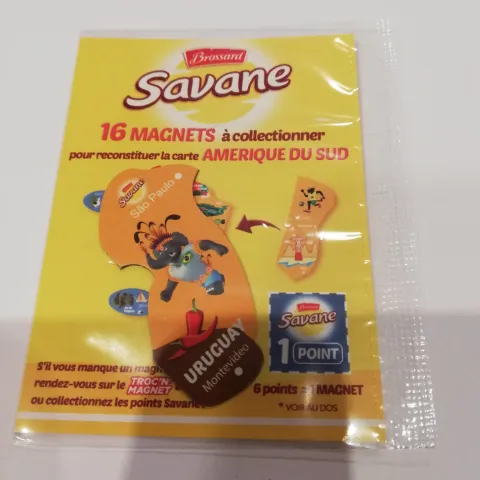 Brossard
Savane
16 MAGNETS à collectionner
pour reconstituer la carte AMERIQUE DU SUD
Savane
São Paulo
URUGUAY
Montevideo
Brossard
Savane
1 POINT
S'il vous manque un
rendez-vous sur le TROC'N MAGNET
ou collectionnez les points Savane
6 points = 1 MAGNET
* VOIR AU DOS